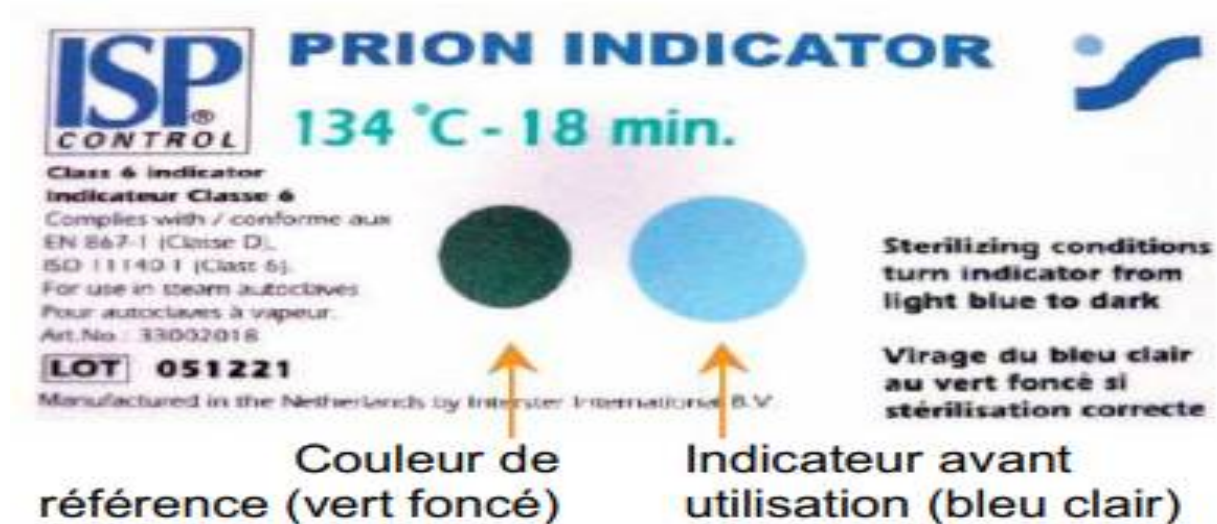 ISP®
CONTROL
PRION INDICATOR
134 °C - 18 min.
Class 6 indicator
Indicateur Classe 6
Complies with / conforme aux
EN 867-1 (Classe D),
ISO 11140-1 (Class 6).
For use in steam autoclaves
Pour autoclaves à vapeur.
Art.No.: 33002018
LOT 051221
Manufactured in the Netherlands by Interster International B.V.
Sterilizing conditions
turn indicator from
light blue to dark
Virage du bleu clair
au vert foncé si
stérilisation correcte
Couleur de
référence (vert foncé)
Indicateur avant
utilisation (bleu clair)